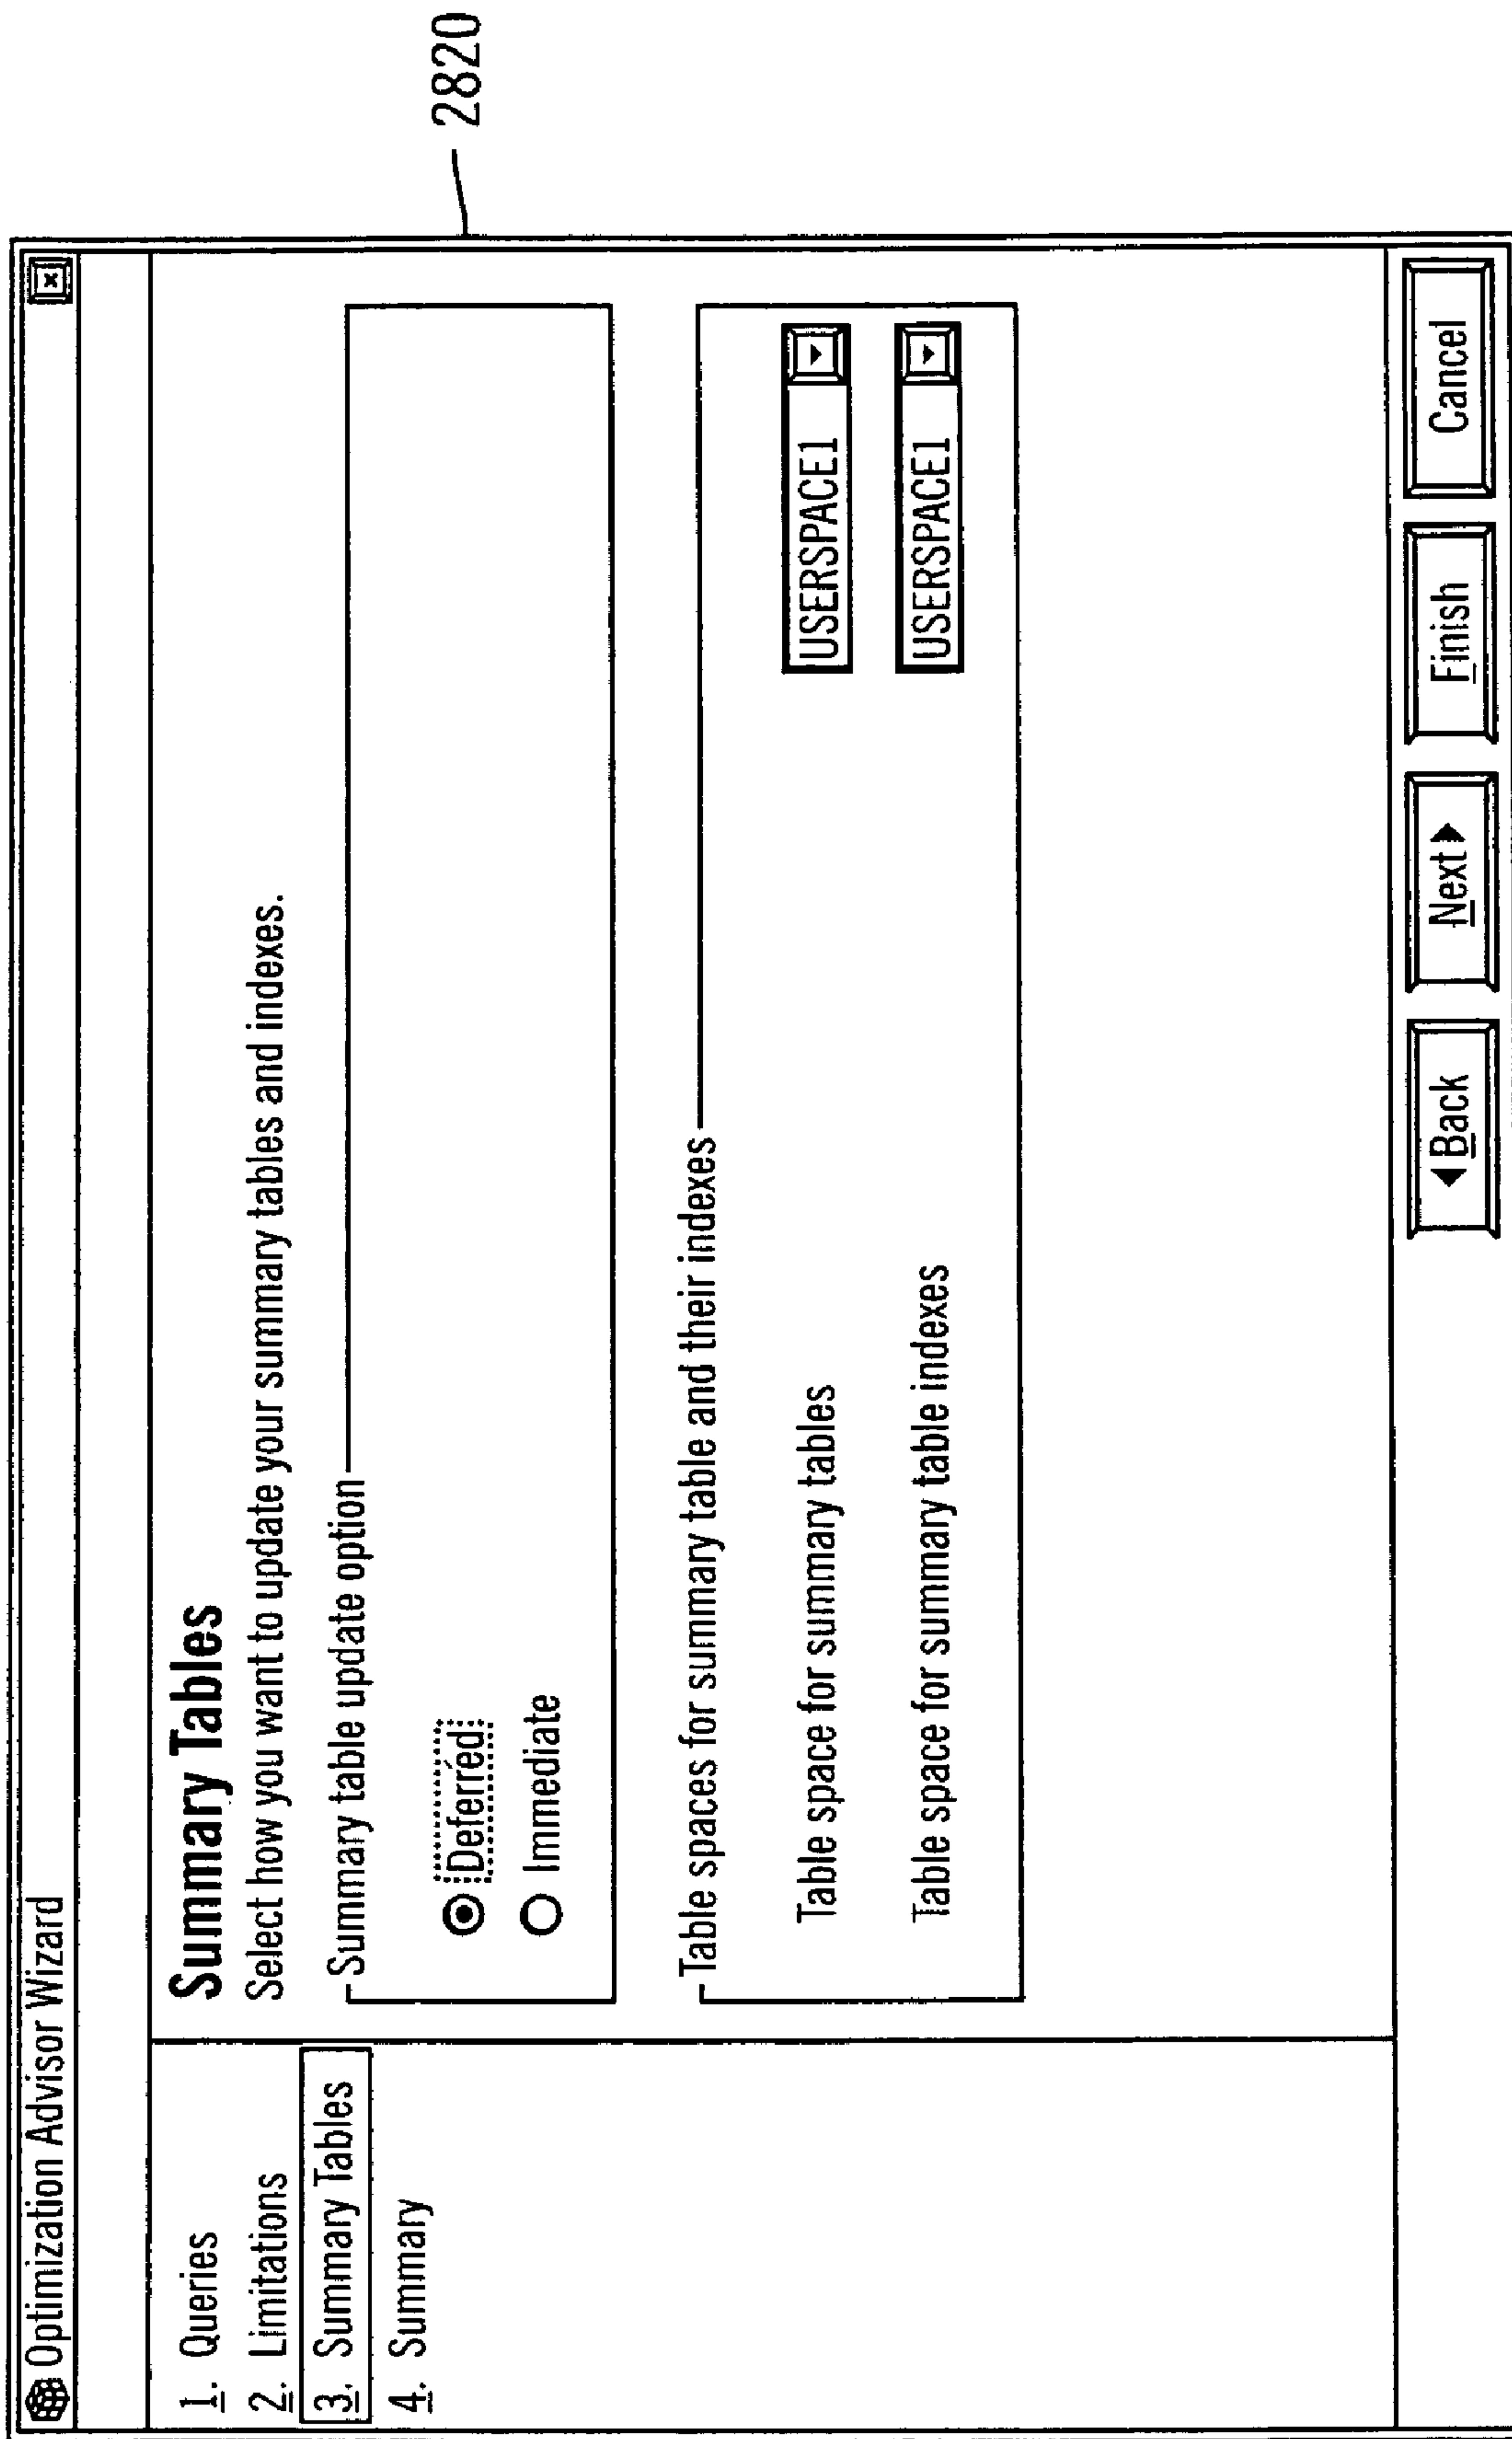 Optimization Advisor Wizard
x
1. Queries
2. Limitations
3. Summary Tables
4. Summary
Summary Tables
Select how you want to update your summary tables and indexes.
Summary table update option
Deferred
Immediate
Table spaces for summary table and their indexes
Table space for summary tables
USERSPACE1
Table space for summary table indexes
USERSPACE1
Back
Next
Finish
Cancel
2820